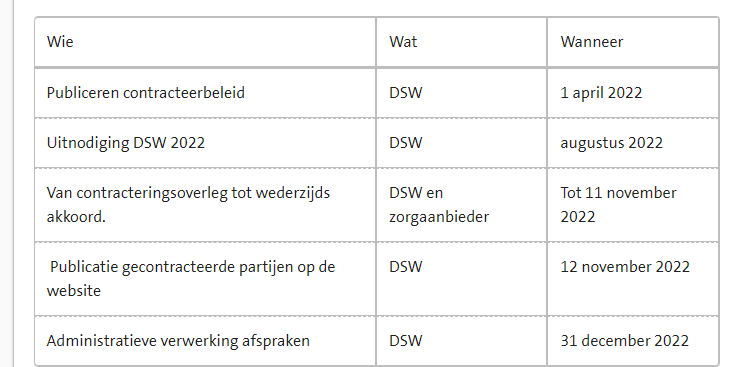 Wie Wat Wanneer
Publiceren contracteerbeleid DSW 1 april 2022
Uitnodiging DSW 2022 DSW augustus 2022
Van contracteringsoverleg tot wederzijds DSW en Tot 11 november
akkoord. zorgaanbieder 2022
Publicatie gecontracteerde partijen op de DSW 12 november 2022
website
Administratieve verwerking afspraken DSW 31 december 2022